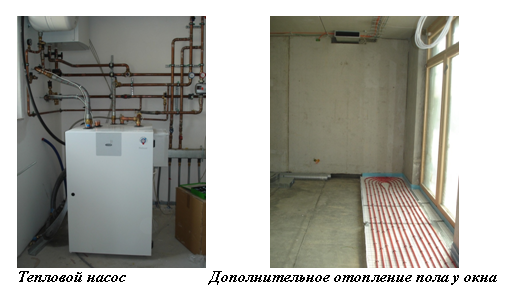 Тепловой насос
Дополнительное отопление пола у окна